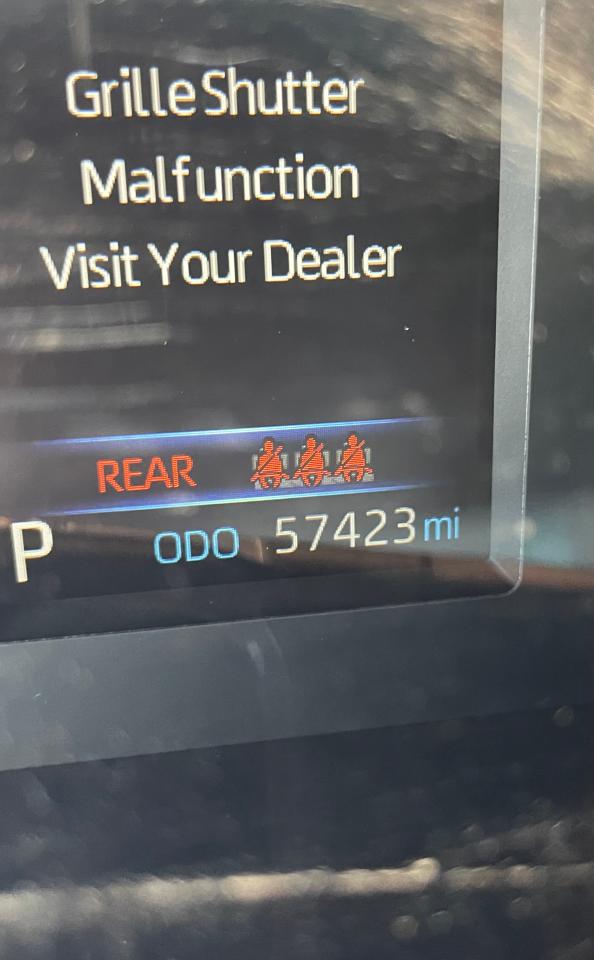 Grille Shutter
Malfunction
Visit Your Dealer
REAR
P ODO 57423 mi